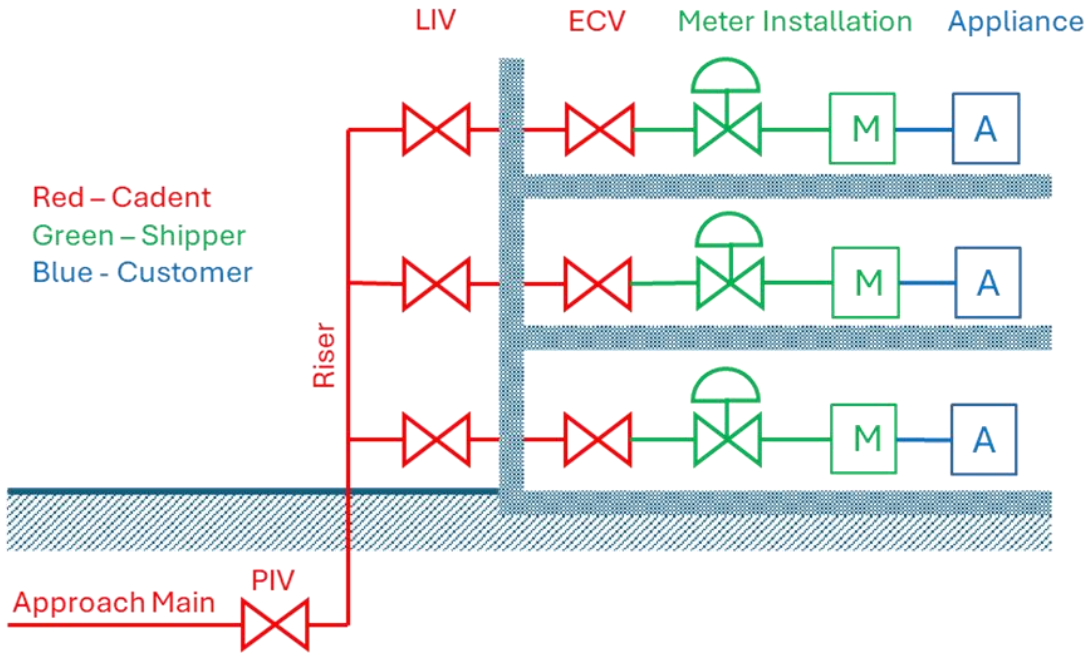 LIV
ECV
Meter Installation
Appliance
M
A
Red – Cadent
Green – Shipper
Blue - Customer
M
A
Riser
M
A
PIV
Approach Main